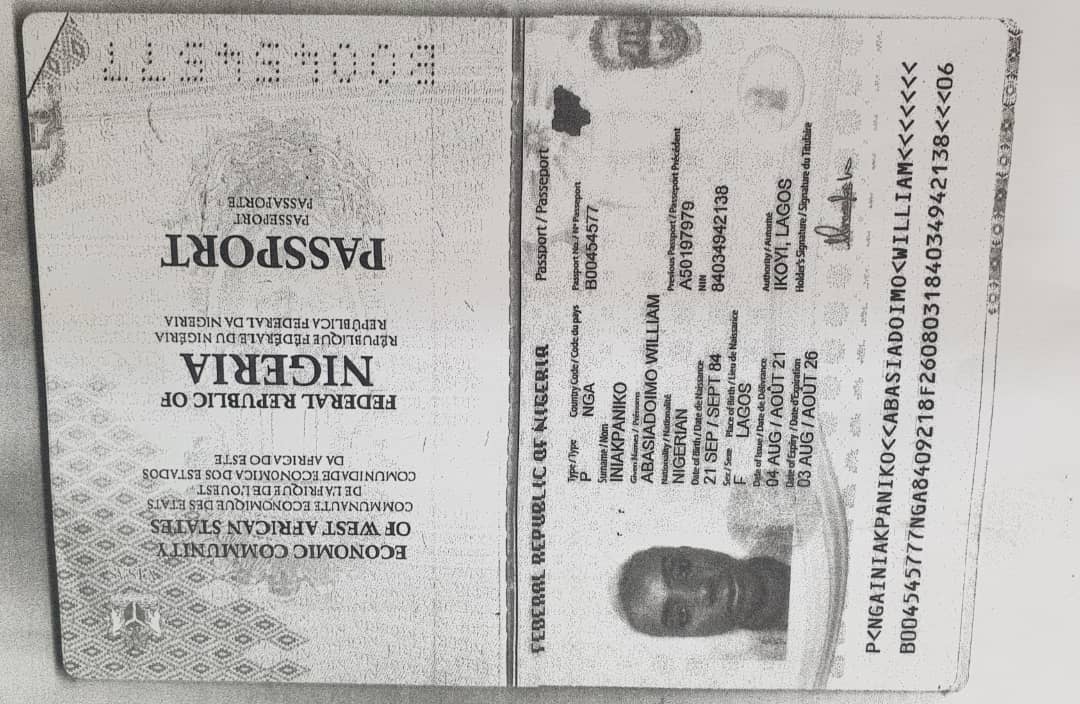 ECONOMIC COMMUNITY
OF WEST AFRICAN STATES
COMMUNAUTE ECONOMIQUE DES ETATS
DE L'AFRIQUE DE L'OUEST
COMUNIDADE ECONOMICA DOS ESTADOS
DA AFRICA DO ESTE
FEDERAL REPUBLIC OF
NIGERIA
RÉPUBLIQUE FÉDÉRALE DU NIGÉRIA
REPÚBLICA FEDERAL DA NIGERIA
PASSPORT
PASSEPORT
PASSAPORTE
B00454577
FEDERAL REPUBLIC OF NIGERIA Passport / Passeport
Type / Type Country Code / Code du pays Passport No. / N° Passeport
P NGA B00454577
Surname / Nom
INIAKPANIKO
Given Names / Prénoms
ABASIADOIMO WILLIAM
Nationality / Nationalité Previous Passport / Passeport Précédent
NIGERIAN A50197979
Date of Birth / Date de Naissance NIN
21 SEP / SEPT 84 84034942138
Sex / Sexe Place of Birth / Lieu de Naissance
F LAGOS
Date of Issue / Date de Délivrance Authority / Autorité
04 AUG / AOÛT 21 IKOYI, LAGOS
Date of Expiry / Date d'Expiration Holder's Signature / Signature du Titulaire
03 AUG / AOÛT 26
P<NGAINIAKPANIKO<<ABASIADOIMO<WILLIAM<<<<<<<
B004545777NGA8409218F260803184034942138<<<06